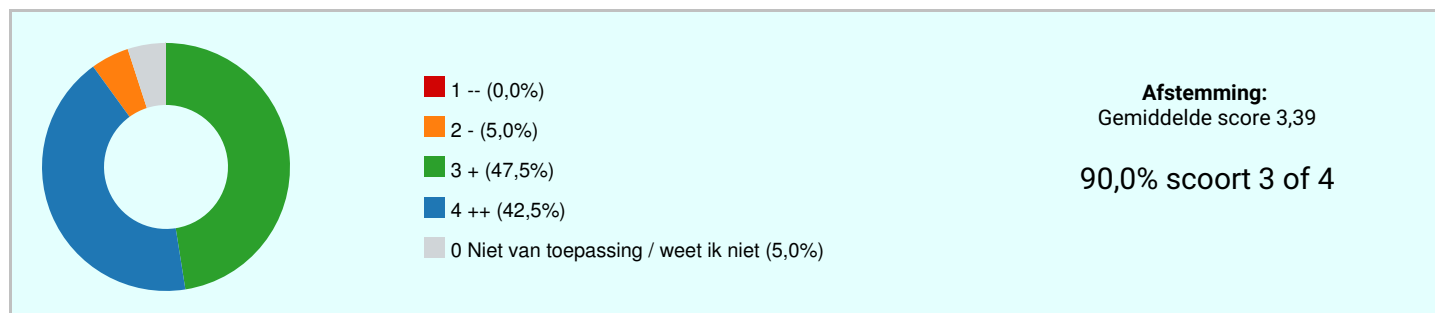 1 -- (0,0%)
2 - (5,0%)
3 + (47,5%)
4 ++ (42,5%)
0 Niet van toepassing / weet ik niet (5,0%)
Afstemming:
Gemiddelde score 3,39
90,0% scoort 3 of 4